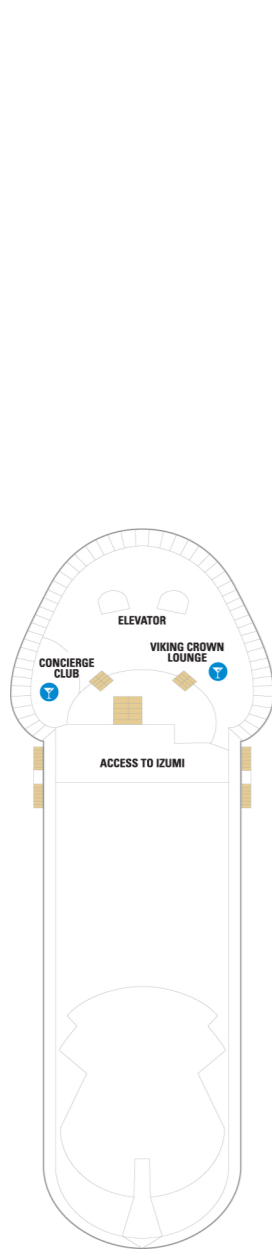 ELEVATOR
VIKING CROWN
LOUNGE
CONCIERGE
CLUB
ACCESS TO IZUMI